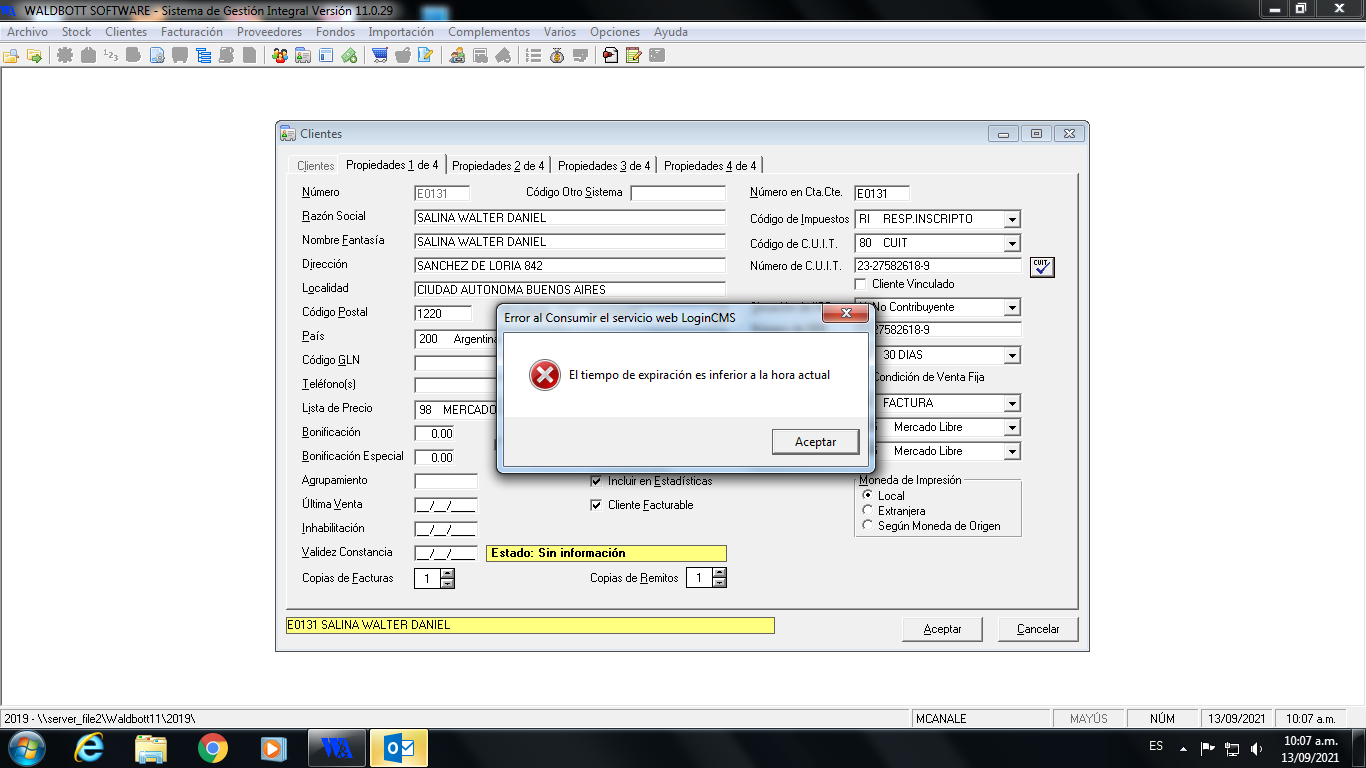 WALDBOTT SOFTWARE - Sistema de Gestión Integral Versión 11.0.29
Archivo Stock Clientes Facturación Proveedores Fondos Importación Complementos Varios Opciones Ayuda
Clientes
Clientes Propiedades 1 de 4 Propiedades 2 de 4 Propiedades 3 de 4 Propiedades 4 de 4
Número E0131 Código Otro Sistema Número en Cta.Cte. E0131
Razón Social SALINA WALTER DANIEL Código de Impuestos RI RESP.INSCRIPTO
Nombre Fantasía SALINA WALTER DANIEL Código de C.U.I.T. 80 CUIT
Dirección SANCHEZ DE LORIA 842 Número de C.U.I.T. 23-27582618-9 CUIT
Localidad CIUDAD AUTONOMA BUENOS AIRES Cliente Vinculado
Código Postal 1220 No Contribuyente
Error al Consumir el servicio web LoginCMS
País 200 Argentina 27582618-9
Código GLN 30 DIAS
El tiempo de expiración es inferior a la hora actual
Teléfono(s) Condición de Venta Fija
Lista de Precio 98 MERCADO FACTURA
Bonificación 0.00 Mercado Libre
Aceptar
Bonificación Especial 0.00 Mercado Libre
Agrupamiento Incluir en Estadísticas Moneda de Impresión
Local
Última Venta __/__/____ Cliente Facturable
Extranjera
Inhabilitación __/__/____ Según Moneda de Origen
Validez Constancia __/__/____ Estado: Sin información
Copias de Facturas 1 Copias de Remitos 1
E0131 SALINA WALTER DANIEL Aceptar Cancelar
2019 - \\server_file2\Waldbott11\2019\ MCANALE MAYÚS NÚM 13/09/2021 10:07 a.m.
ES 10:07 a.m.
13/09/2021